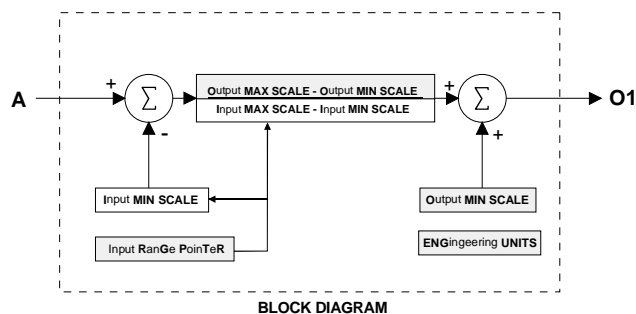 +
Output MAX SCALE - Output MIN SCALE
+
A
Σ
Input MAX SCALE - Input MIN SCALE
Σ
O1
-
+
Input MIN SCALE
Output MIN SCALE
Input RanGe PoinTeR
ENGineering UNITS
BLOCK DIAGRAM